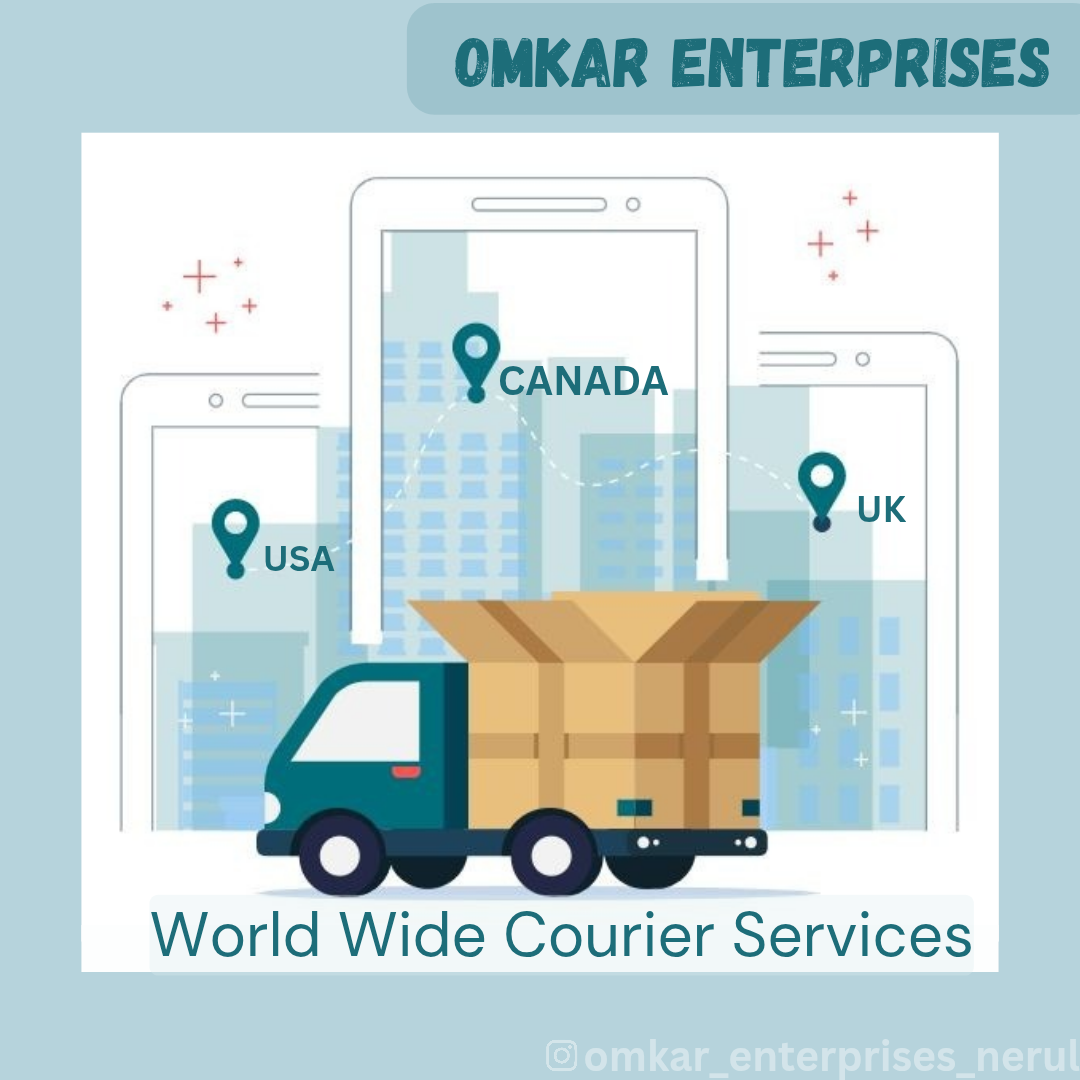 OMKAR ENTERPRISES
CANADA
UK
USA
World Wide Courier Services
omkar_enterprises_nerul